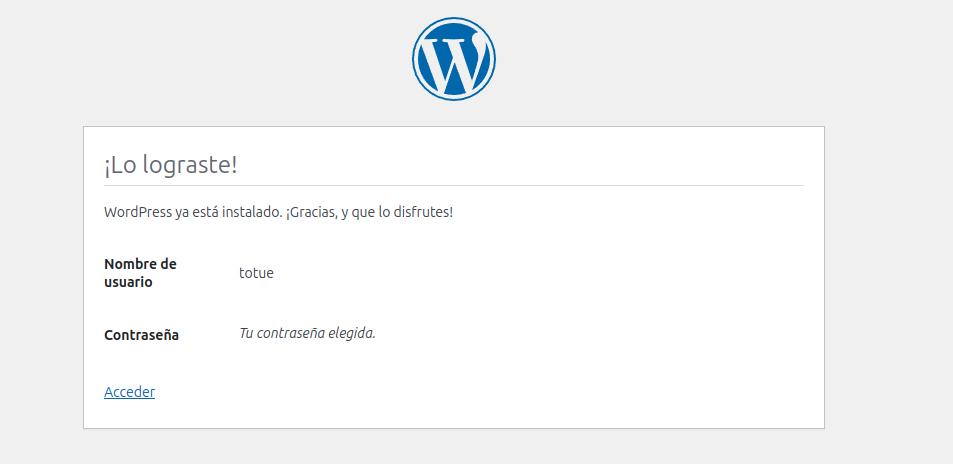 ¡Lo lograste!
WordPress ya está instalado. ¡Gracias, y que lo disfrutes!
Nombre de
usuario
totue
Contraseña
Tu contraseña elegida.
Acceder